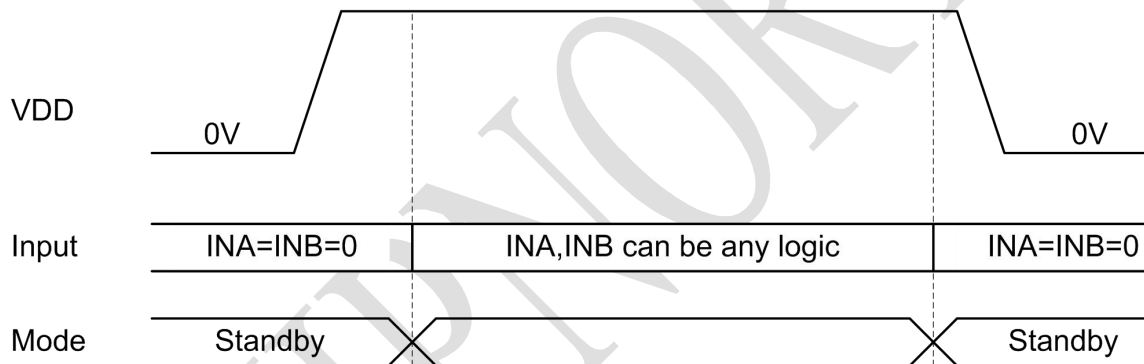 VDD
0V
0V
Input
INA=INB=0
INA,INB can be any logic
INA=INB=0
Mode
Standby
Standby